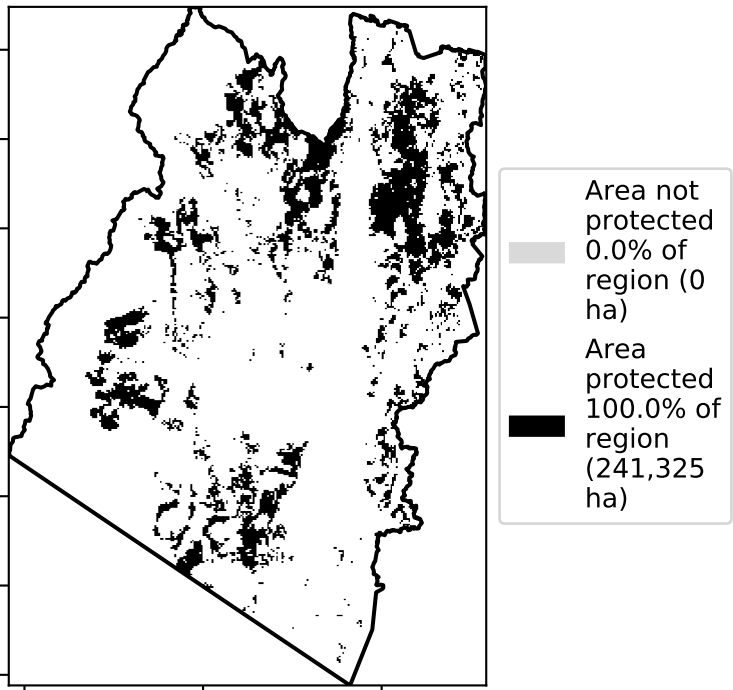 Area not
protected
0.0% of
region (0
ha)
Area
protected
100.0% of
region
(241,325
ha)